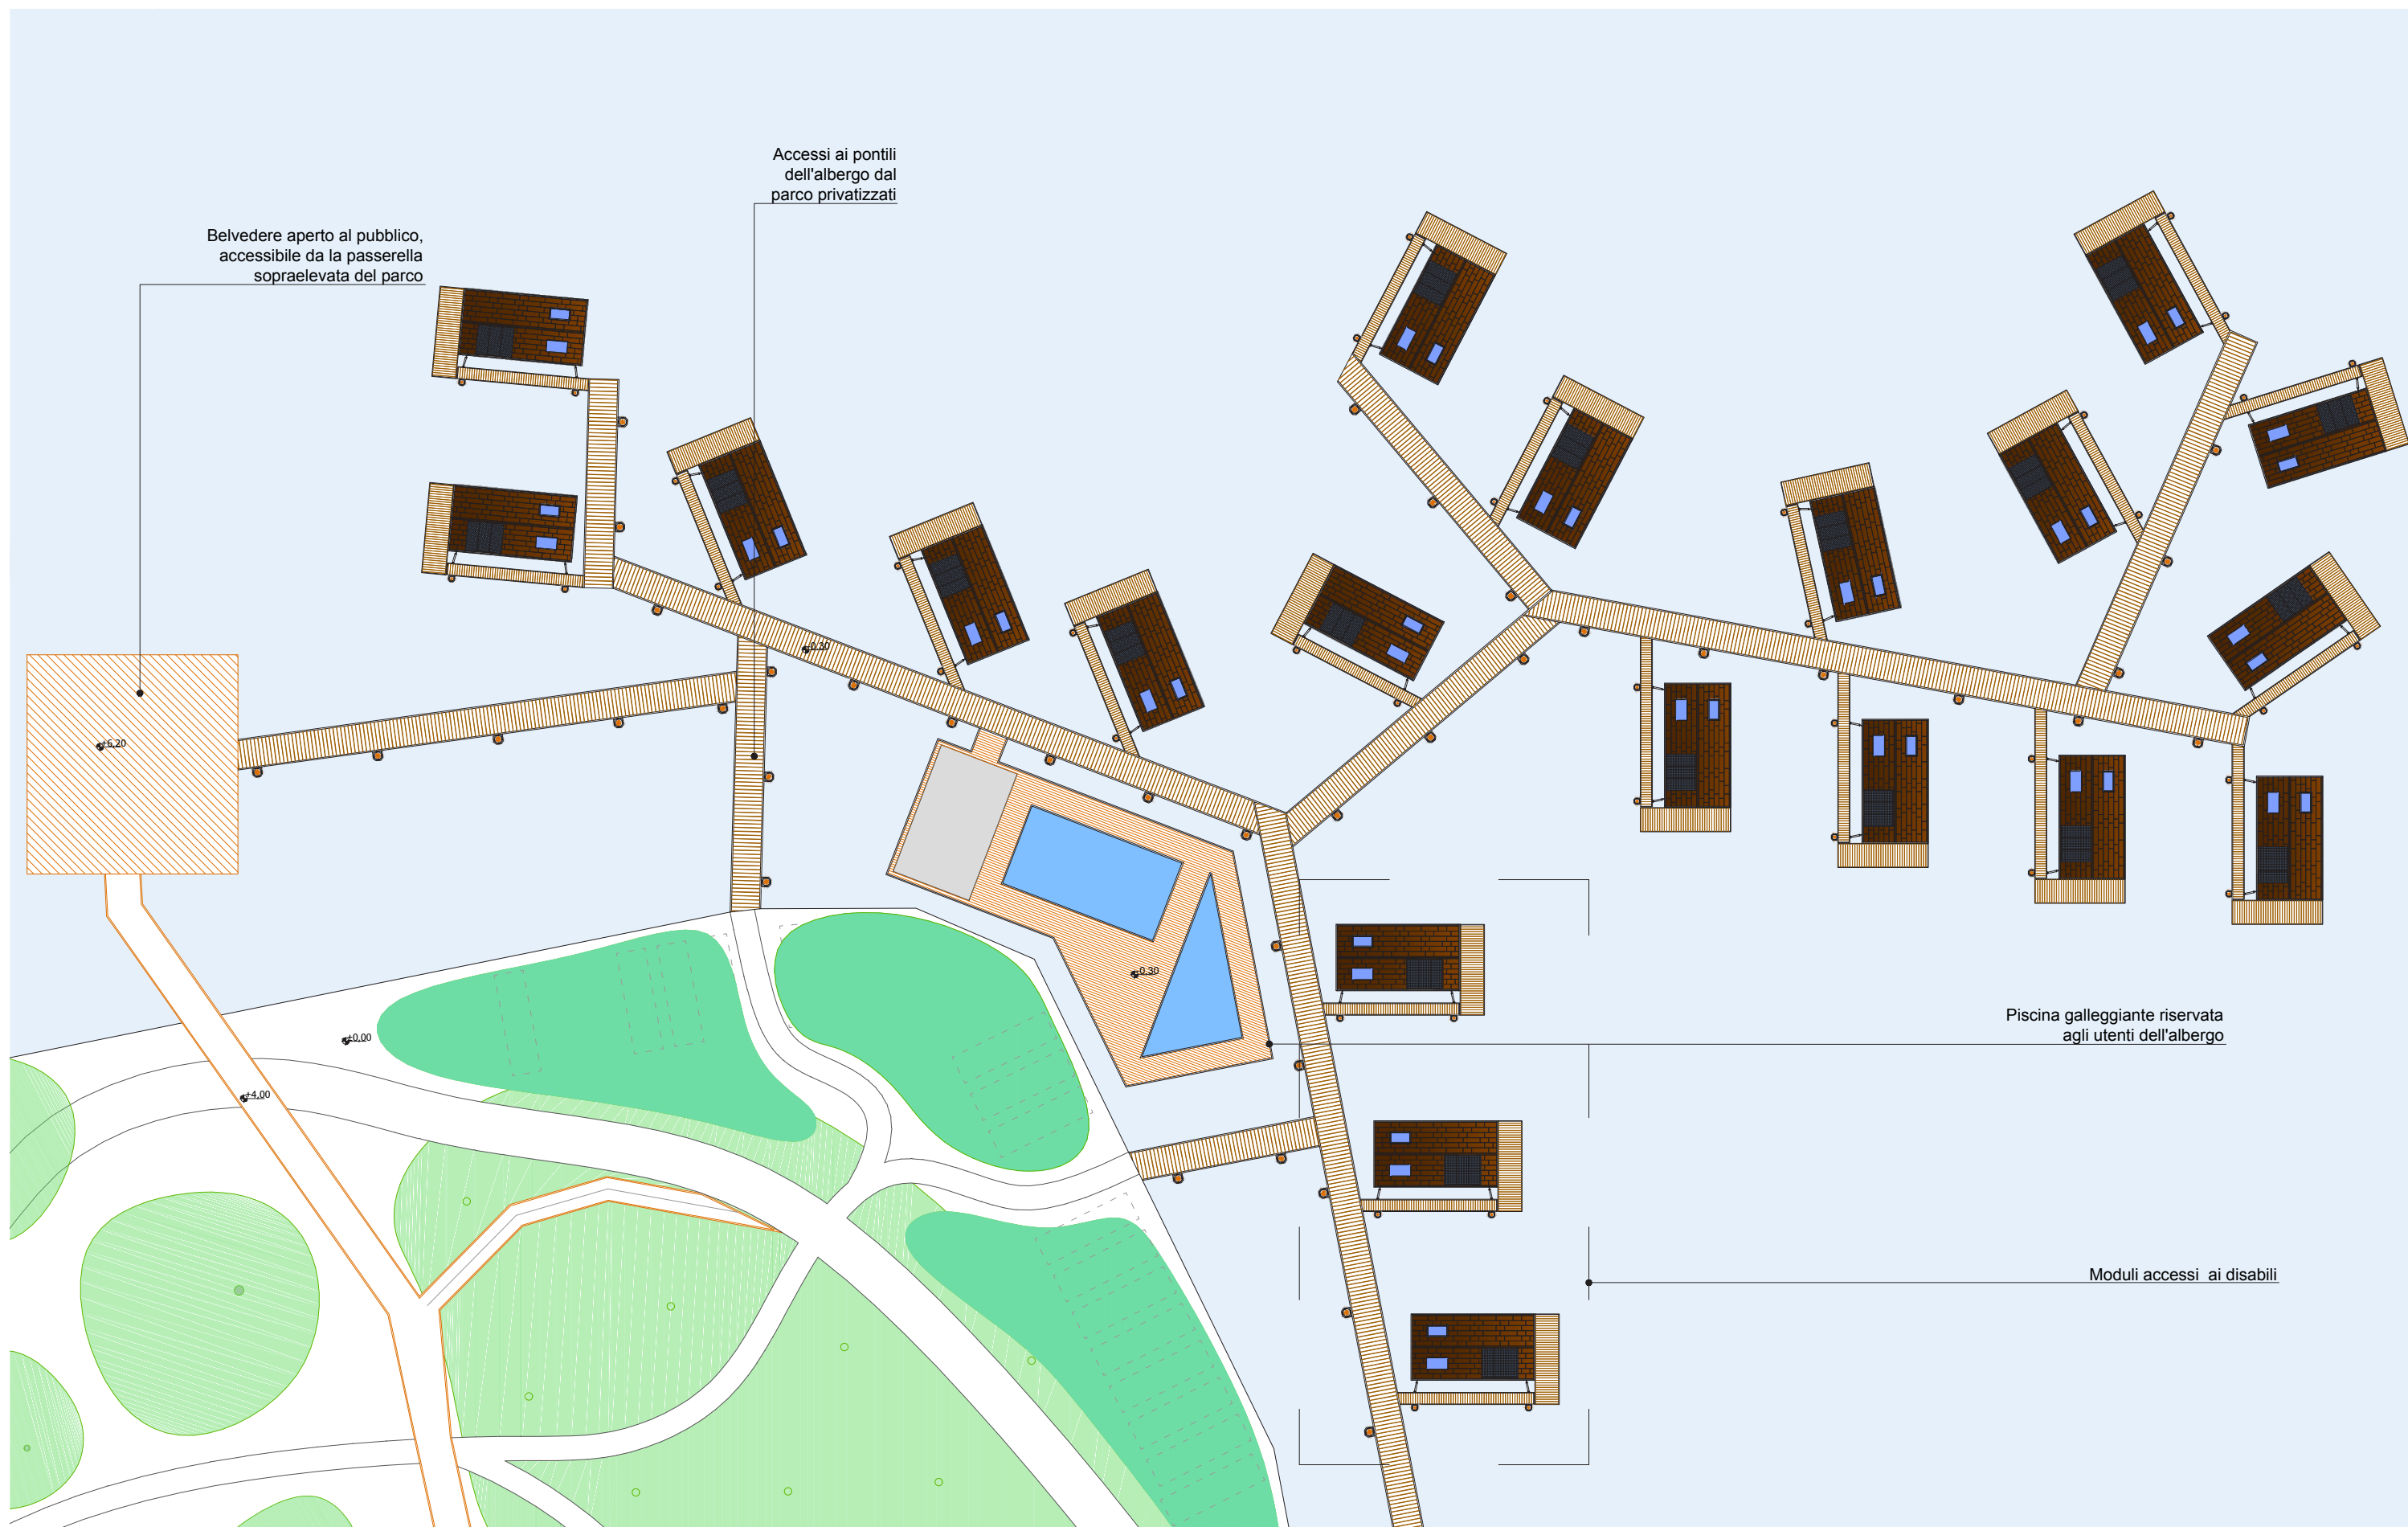 Accessi ai pontili
dell'albergo dal
parco privatizzati
Belvedere aperto al pubblico,
accessibile da la passerella
sopraelevata del parco
+0,30
+6,20
+0,30
Piscina galleggiante riservata
agli utenti dell'albergo
+0,00
+4,00
Moduli accessi  ai disabili